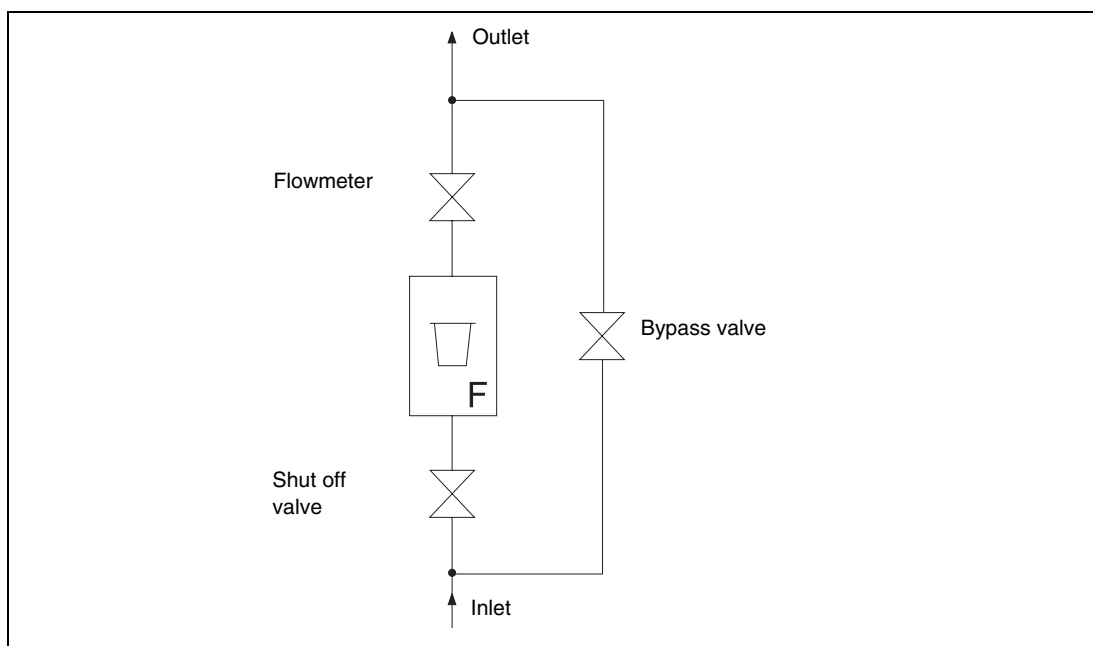 Outlet
Flowmeter
Bypass valve
F
Shut off
valve
Inlet